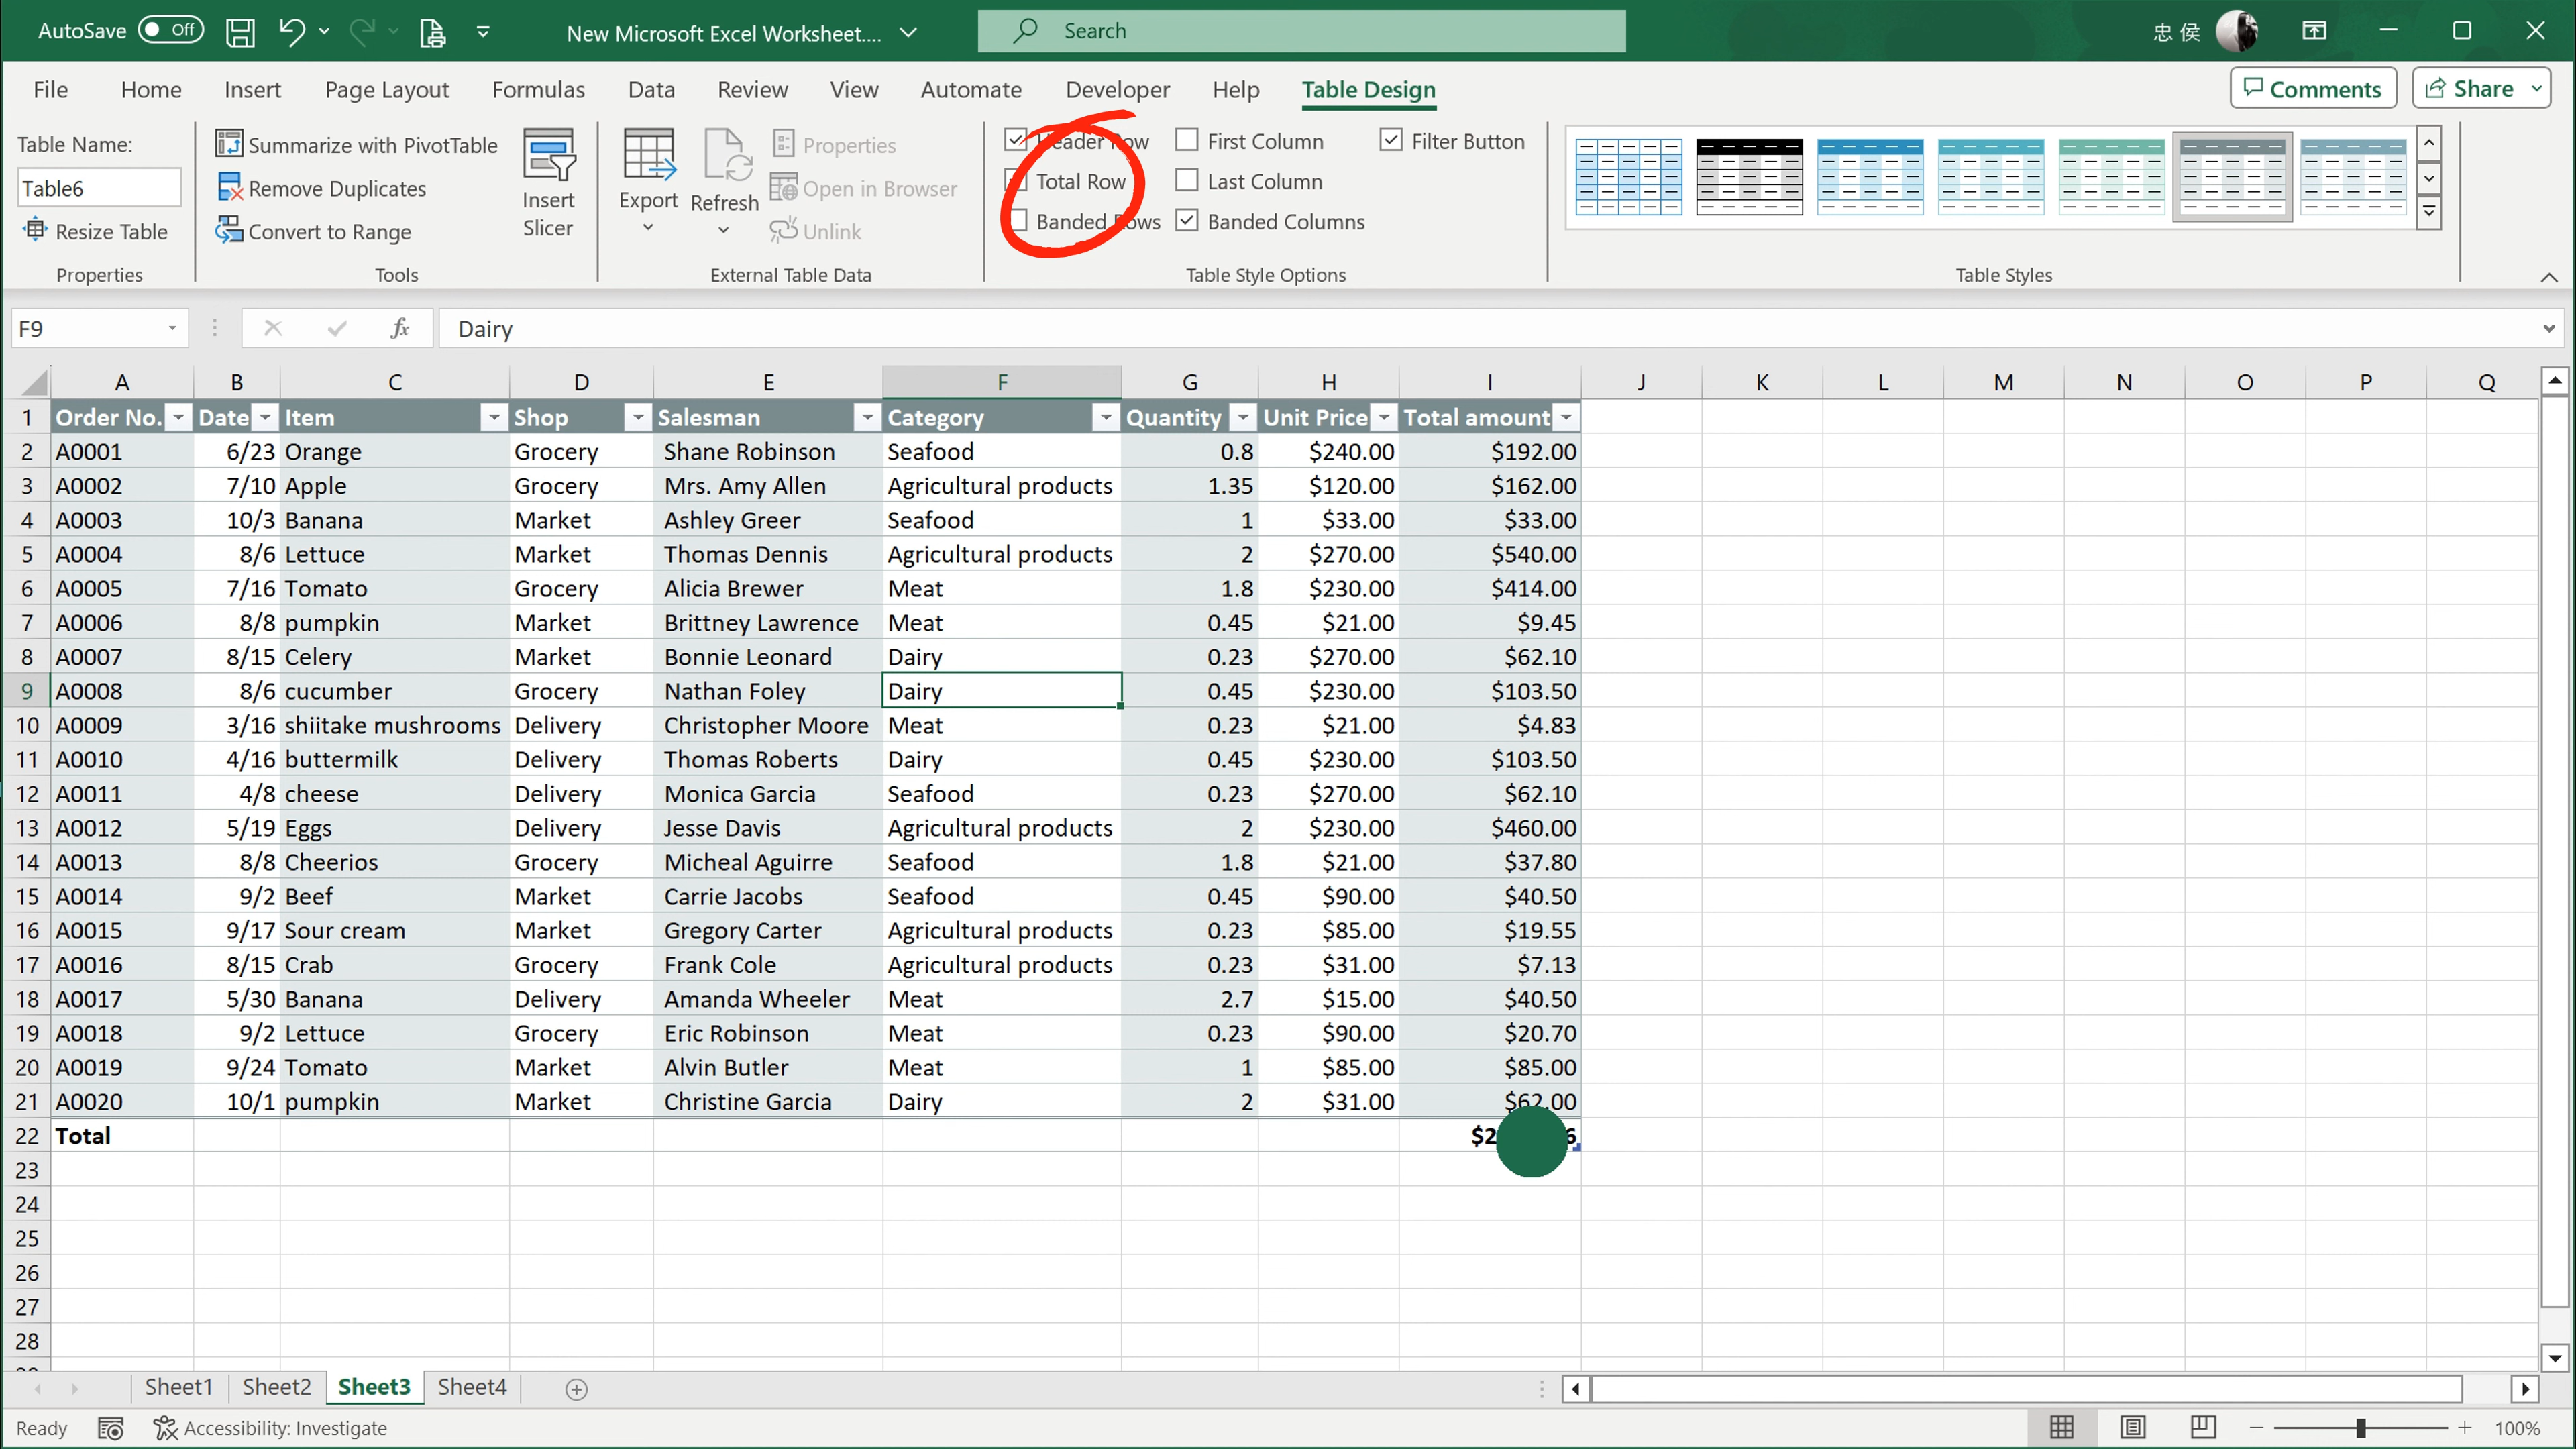 AutoSave Off New Microsoft Excel Worksheet.... Search 忠 侯
File Home Insert Page Layout Formulas Data Review View Automate Developer Help Table Design Comments Share
Table Name:
Table6
Resize Table
Properties
Summarize with PivotTable
Remove Duplicates
Convert to Range
Insert
Slicer
Tools
Export
Refresh
Properties
Open in Browser
Unlink
External Table Data
Header Row
Total Row
Banded Rows
First Column
Last Column
Banded Columns
Filter Button
Table Style Options
Table Styles
F9 fx Dairy
A B C D E F G H I J K L M N O P Q
1 Order No. Date Item Shop Salesman Category Quantity Unit Price Total amount
2 A0001 6/23 Orange Grocery Shane Robinson Seafood 0.8 $240.00 $192.00
3 A0002 7/10 Apple Grocery Mrs. Amy Allen Agricultural products 1.35 $120.00 $162.00
4 A0003 10/3 Banana Market Ashley Greer Seafood 1 $33.00 $33.00
5 A0004 8/6 Lettuce Market Thomas Dennis Agricultural products 2 $270.00 $540.00
6 A0005 7/16 Tomato Grocery Alicia Brewer Meat 1.8 $230.00 $414.00
7 A0006 8/8 pumpkin Market Brittney Lawrence Meat 0.45 $21.00 $9.45
8 A0007 8/15 Celery Market Bonnie Leonard Dairy 0.23 $270.00 $62.10
9 A0008 8/6 cucumber Grocery Nathan Foley Dairy 0.45 $230.00 $103.50
10 A0009 3/16 shiitake mushrooms Delivery Christopher Moore Meat 0.23 $21.00 $4.83
11 A0010 4/16 buttermilk Delivery Thomas Roberts Dairy 0.45 $230.00 $103.50
12 A0011 4/8 cheese Delivery Monica Garcia Seafood 0.23 $270.00 $62.10
13 A0012 5/19 Eggs Delivery Jesse Davis Agricultural products 2 $230.00 $460.00
14 A0013 8/8 Cheerios Grocery Micheal Aguirre Seafood 1.8 $21.00 $37.80
15 A0014 9/2 Beef Market Carrie Jacobs Seafood 0.45 $90.00 $40.50
16 A0015 9/17 Sour cream Market Gregory Carter Agricultural products 0.23 $85.00 $19.55
17 A0016 8/15 Crab Grocery Frank Cole Agricultural products 0.23 $31.00 $7.13
18 A0017 5/30 Banana Delivery Amanda Wheeler Meat 2.7 $15.00 $40.50
19 A0018 9/2 Lettuce Grocery Eric Robinson Meat 0.23 $90.00 $20.70
20 A0019 9/24 Tomato Market Alvin Butler Meat 1 $85.00 $85.00
21 A0020 10/1 pumpkin Market Christine Garcia Dairy 2 $31.00 $62.00
22 Total
23
24
25
26
27
28
Sheet1 Sheet2 Sheet3 Sheet4
Ready Accessibility: Investigate 100%